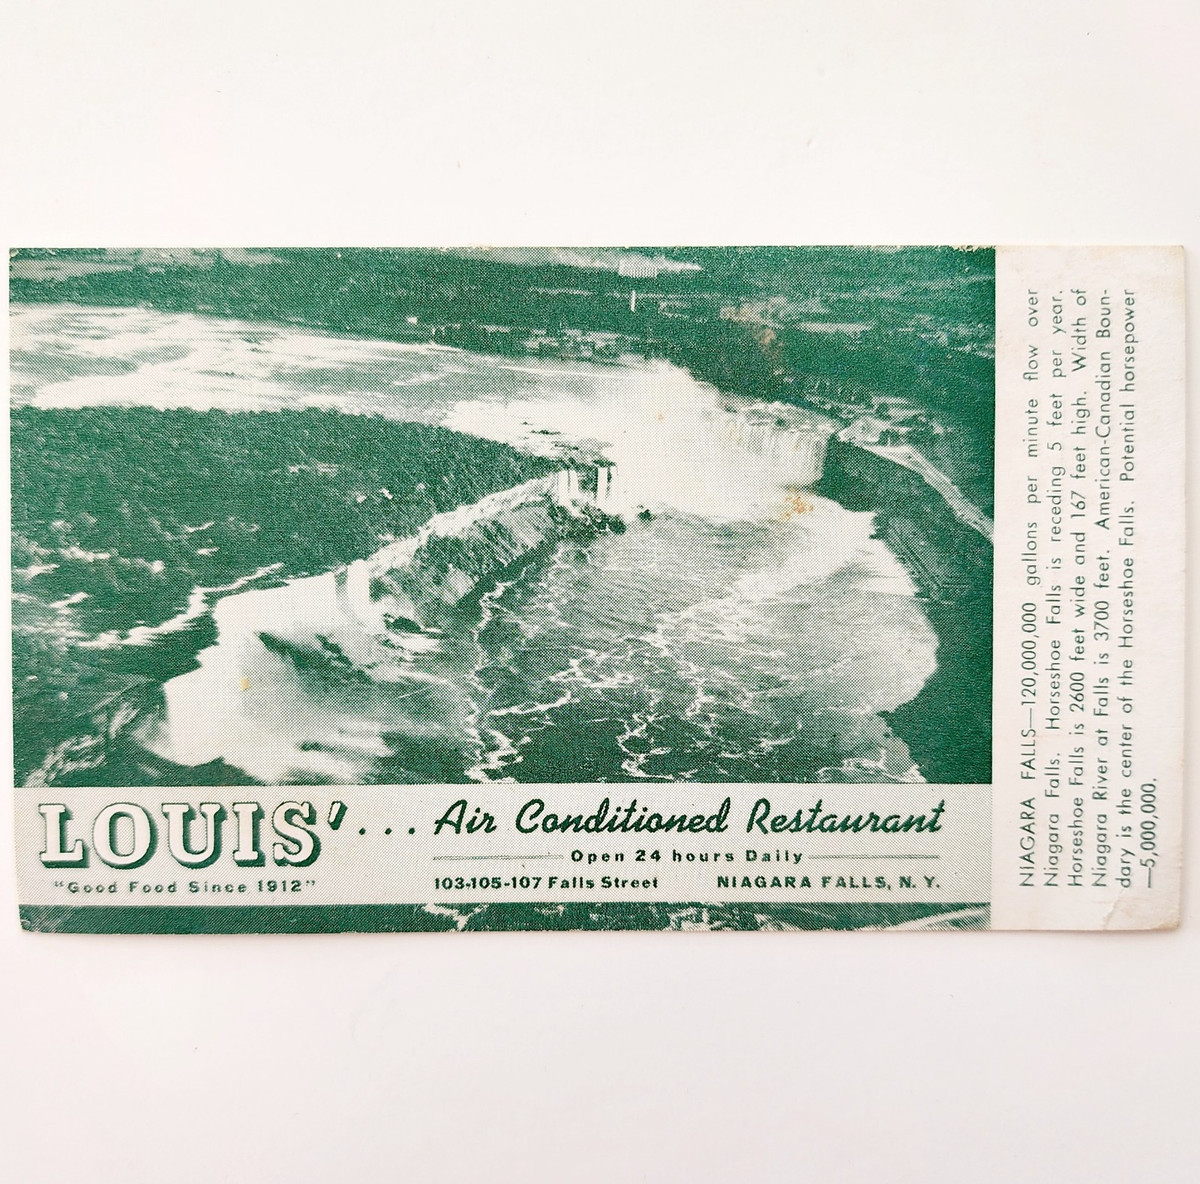 LOUIS'... Air Conditioned Restaurant
Open 24 hours Daily
"Good Food Since 1912"
103-105-107 Falls Street
NIAGARA FALLS, N. Y.
NIAGARA FALLS—120,000,000 gallons per minute flow over
Niagara Falls. Horseshoe Falls is receding 5 feet per year.
Horseshoe Falls is 2600 feet wide and 167 feet high. Width of
Niagara River at Falls is 3700 feet. American-Canadian Boun-
dary is the center of the Horseshoe Falls. Potential horsepower
—5,000,000.